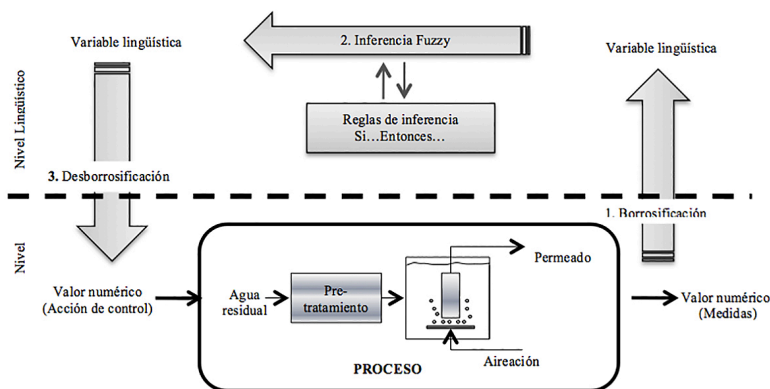 Variable lingüística
2. Inferencia Fuzzy
Variable lingüística
Nivel Lingüístico
Reglas de inferencia
Si…Entonces…
3. Desborrosificación
1. Borrosificación
Nivel
Valor numérico
(Acción de control)
Agua
residual
Pre-
tratamiento
Permeado
Aireación
PROCESO
Valor numérico
(Medidas)